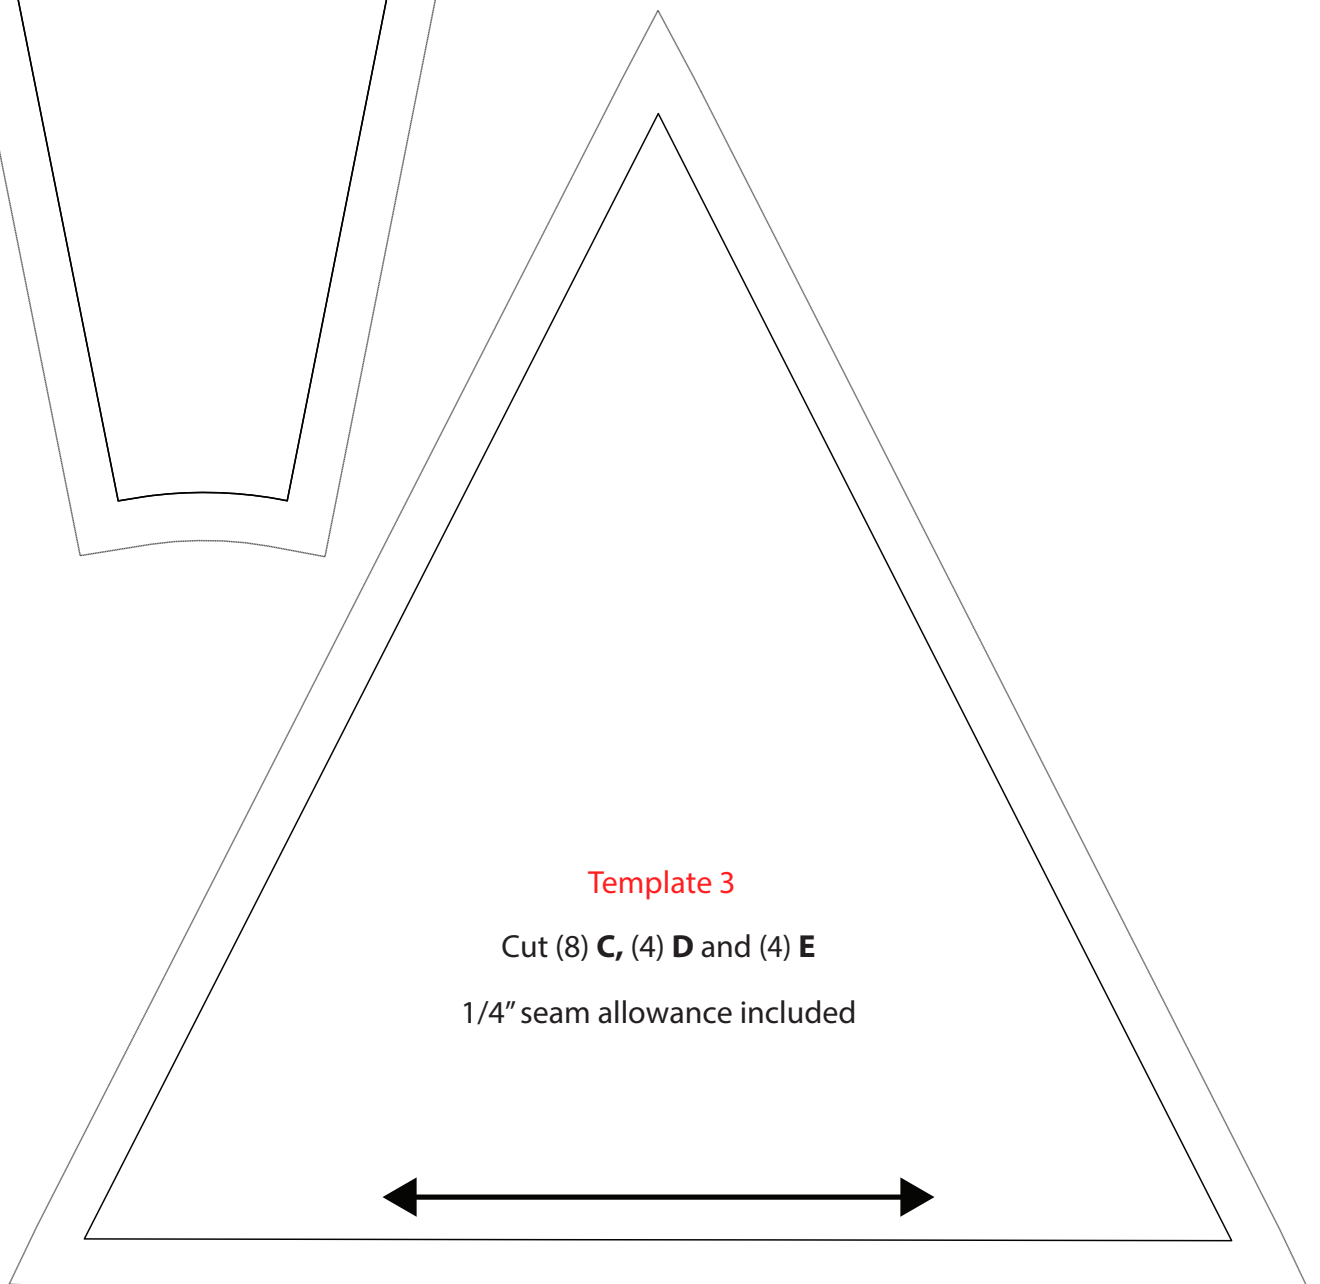 Template 3
Cut (8) C, (4) D and (4) E
1/4” seam allowance included